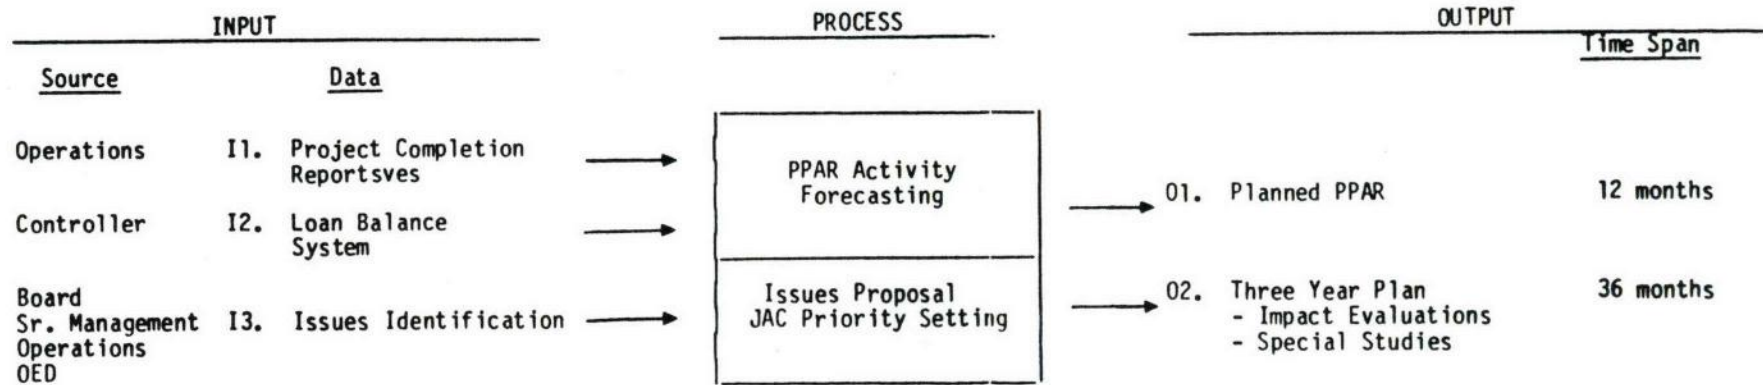 INPUT PROCESS OUTPUT
Time Span
Source Data
Operations I1. Project Completion
Reportsves
Controller I2. Loan Balance
System
Board
Sr. Management I3. Issues Identification
Operations
OED
PPAR Activity
Forecasting
Issues Proposal
JAC Priority Setting
O1. Planned PPAR 12 months
O2. Three Year Plan 36 months
- Impact Evaluations
- Special Studies